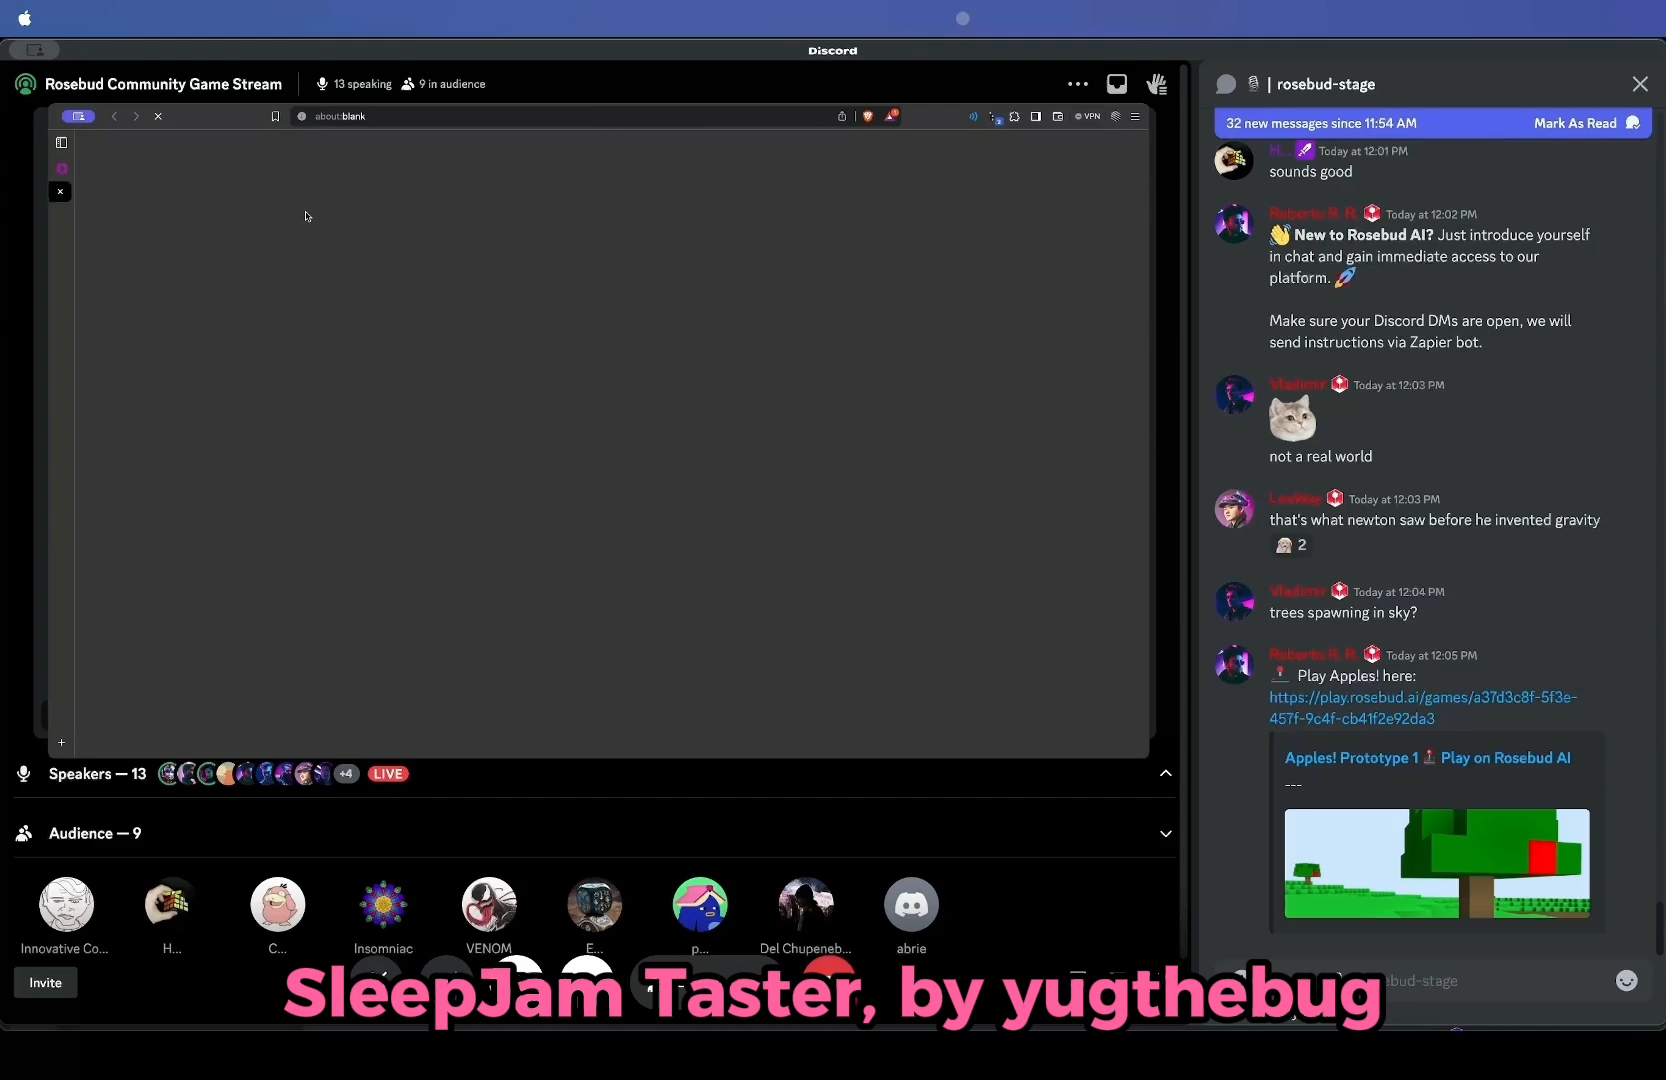 Discord
Rosebud Community Game Stream
13 speaking
9 in audience
about:blank
VPN
Speakers — 13
+4
LIVE
Audience — 9
Innovative Co...
H...
C...
Insomniac
VENOM
E...
p...
Del Chupeneb...
abrie
Invite
| rosebud-stage
32 new messages since 11:54 AM
Mark As Read
H... Today at 12:01 PM
sounds good
Roberto R. R. Today at 12:02 PM
New to Rosebud AI? Just introduce yourself
in chat and gain immediate access to our
platform.
Make sure your Discord DMs are open, we will
send instructions via Zapier bot.
Vladimir Today at 12:03 PM
not a real world
Today at 12:03 PM
that's what newton saw before he invented gravity
2
Vladimir Today at 12:04 PM
trees spawning in sky?
Roberto R. R. Today at 12:05 PM
Play Apples! here:
https://play.rosebud.ai/games/a37d3c8f-5f3e-
457f-9c4f-cb41f2e92da3
Apples! Prototype 1 Play on Rosebud AI
---
ebud-stage
SleepJam Taster, by yugthebug